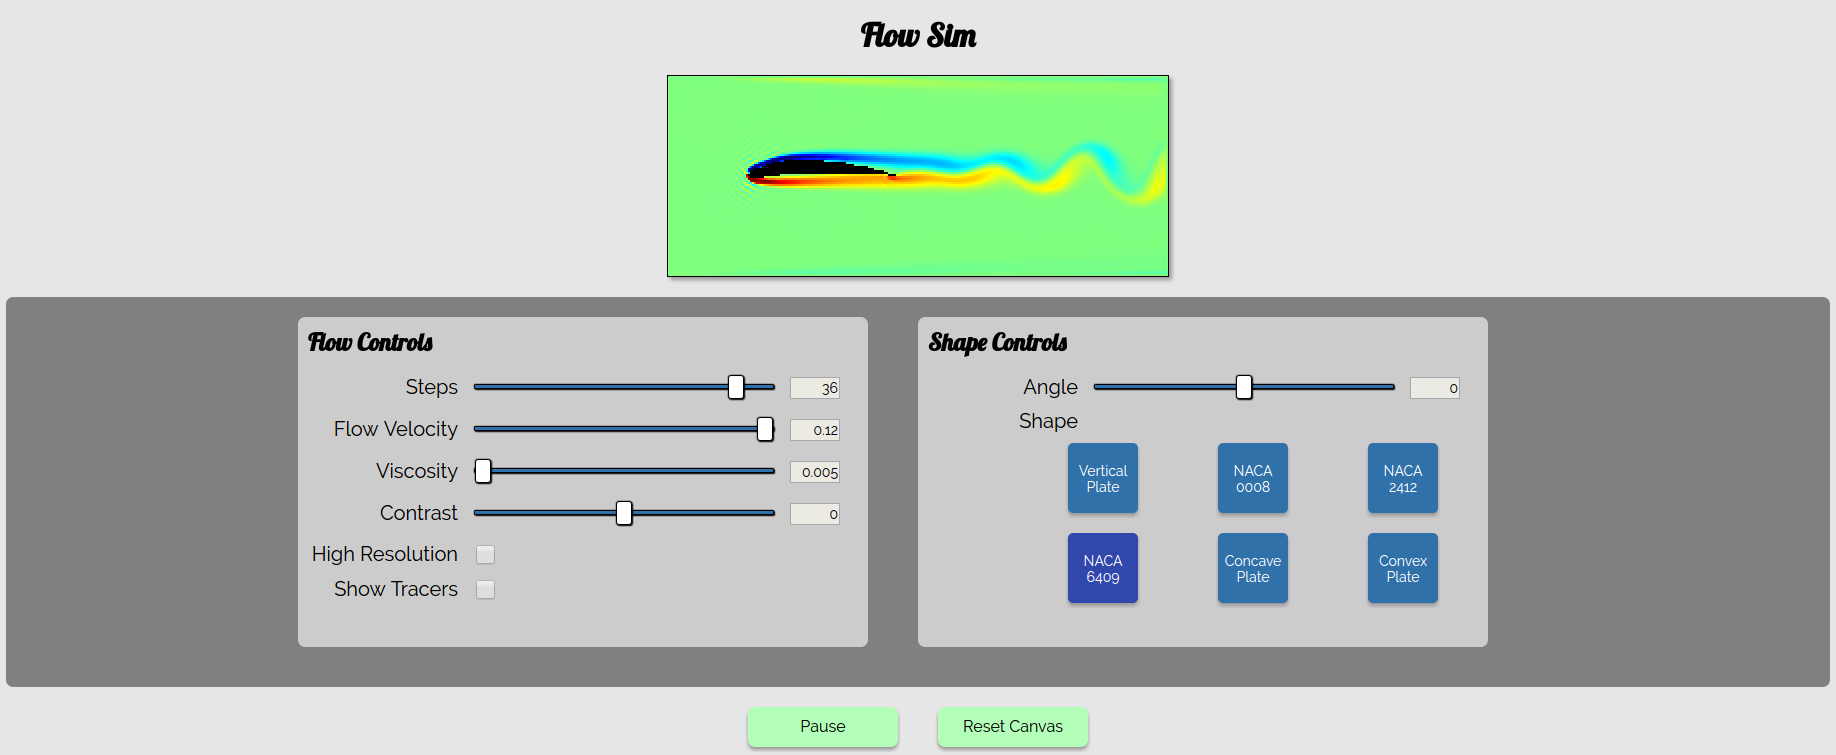 Flow Sim
Flow Controls
Steps 36
Flow Velocity 0.12
Viscosity 0.005
Contrast 0
High Resolution
Show Tracers
Shape Controls
Angle 0
Shape
Vertical
Plate
NACA
0008
NACA
2412
NACA
6409
Concave
Plate
Convex
Plate
Pause
Reset Canvas